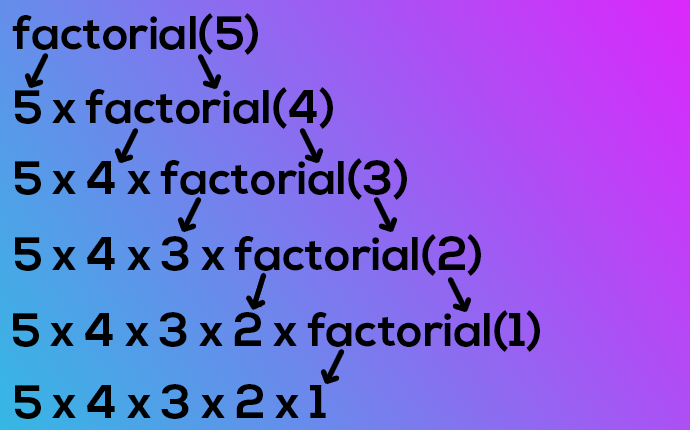 factorial(5)
5 x factorial(4)
5 x 4 x factorial(3)
5 x 4 x 3 x factorial(2)
5 x 4 x 3 x 2 x factorial(1)
5 x 4 x 3 x 2 x 1